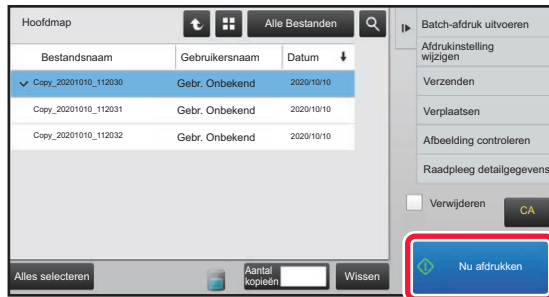 Hoofdmap
Alle Bestanden
Bestandsnaam Gebruikersnaam Datum
Copy_20201010_112030 Gebr. Onbekend 2020/10/10
Copy_20201010_112031 Gebr. Onbekend 2020/10/10
Copy_20201010_112032 Gebr. Onbekend 2020/10/10
Alles selecteren
Aantal
kopieën
Wissen
Batch-afdruk uitvoeren
Afdrukinstelling
wijzigen
Verzenden
Verplaatsen
Afbeelding controleren
Raadpleeg detailgegevens
Verwijderen
CA
Nu afdrukken